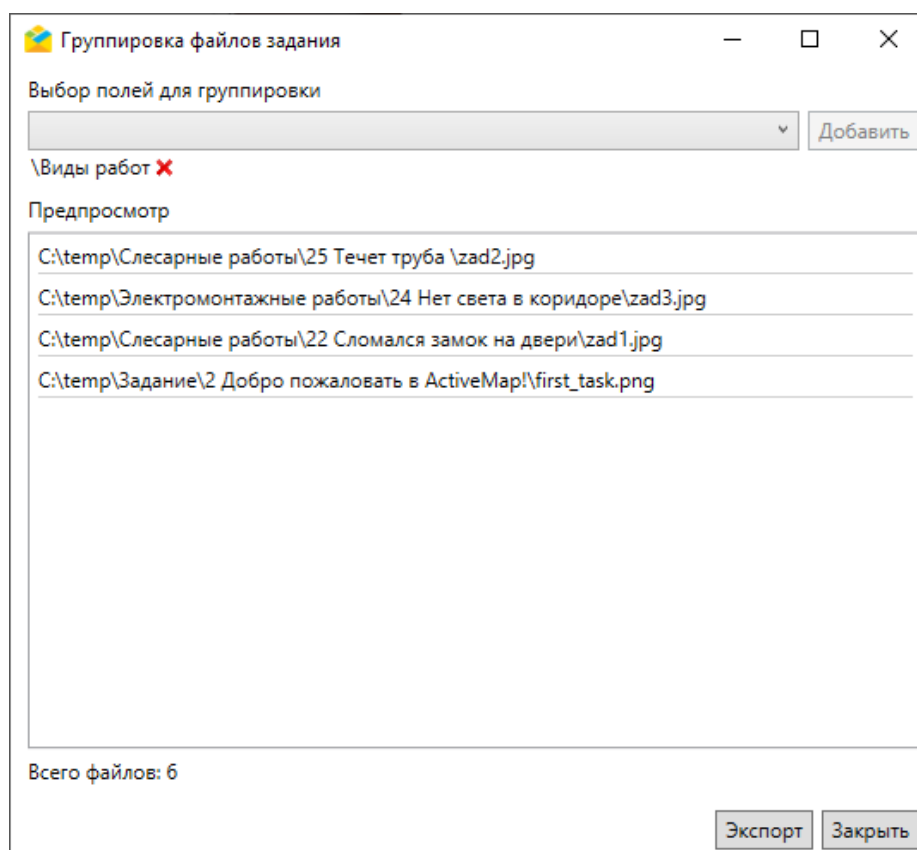 Группировка файлов задания
Выбор полей для группировки
Добавить
\Виды работ
Предпросмотр
C:\temp\Слесарные работы\25 Течет труба \zad2.jpg
C:\temp\Электромонтажные работы\24 Нет света в коридоре\zad3.jpg
C:\temp\Слесарные работы\22 Сломался замок на двери\zad1.jpg
C:\temp\Задание\2 Добро пожаловать в ActiveMap!\first_task.png
Всего файлов: 6
Экспорт Закрыть